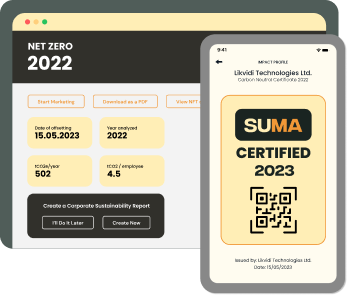 NET ZERO
2022
Start Marketing
Download as a PDF
View NFT
Date of offsetting
15.05.2023
Year analyzed
2022
tCO2e/year
502
tCO2 / employee
4.5
Create a Corporate Sustainability Report
I'll Do It Later
Create New
9:41
IMPACT PROFILE
Likvidi Technologies Ltd.
Carbon Neutral Certificate 2022
SUMA
CERTIFIED
2023
Issued by: Likvidi Technologies Ltd.
Date: 15/05/2023